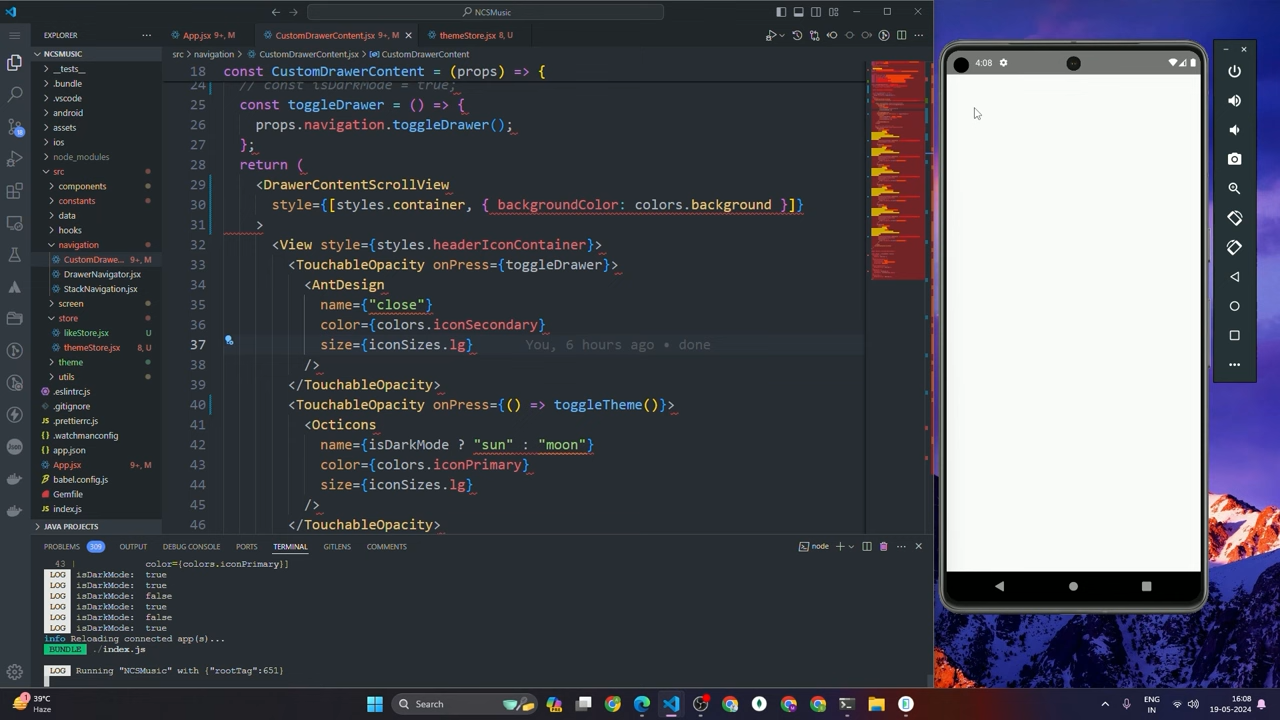 NCSMusic
EXPLORER
App.jsx 9+, M
CustomDrawerContent.jsx 9+, M
themeStore.jsx 8, U
NCSMUSIC
src > navigation > CustomDrawerContent.jsx > CustomDrawerContent
__tests__
.bundle
.vscode
android
assets
ios
node_modules
src
components
constants
data
hooks
navigation
CustomDrawe... 9+, M
DrawerNavigator.jsx
StackNavigation.jsx
screen
store
likeStore.jsx U
themeStore.jsx 8, U
theme
utils
.eslintrc.js
.gitignore
.prettierrc.js
.watchmanconfig
app.json
App.jsx 9+, M
babel.config.js
Gemfile
index.js
JAVA PROJECTS
18 const CustomDrawerContent = (props) => {
24 // const isDarkMode = true;
25 const toggleDrawer = () => {
26 props.navigation.toggleDrawer();
27 };
28 return (
29 <DrawerContentScrollView
30 style={[styles.container, { backgroundColor: colors.background }]}
31 >
32 <View style={styles.headerIconContainer}>
33 <TouchableOpacity onPress={toggleDrawer}>
34 <AntDesign
35 name={"close"}
36 color={colors.iconSecondary}
37 size={iconSizes.lg} You, 6 hours ago • done
38 />
39 </TouchableOpacity>
40 <TouchableOpacity onPress={() => toggleTheme()}>
41 <Octicons
42 name={isDarkMode ? "sun" : "moon"}
43 color={colors.iconPrimary}
44 size={iconSizes.lg}
45 />
46 </TouchableOpacity>
PROBLEMS 309 OUTPUT DEBUG CONSOLE PORTS TERMINAL GITLENS COMMENTS
node
43 | color={colors.iconPrimary}]
LOG isDarkMode: true
LOG isDarkMode: true
LOG isDarkMode: false
LOG isDarkMode: true
LOG isDarkMode: false
LOG isDarkMode: true
info Reloading connected app(s)...
BUNDLE ./index.js
LOG Running "NCSMusic" with {"rootTag":651}
4:08
1
39°C
Haze
Search
ENG
IN
16:08
19-05-2024